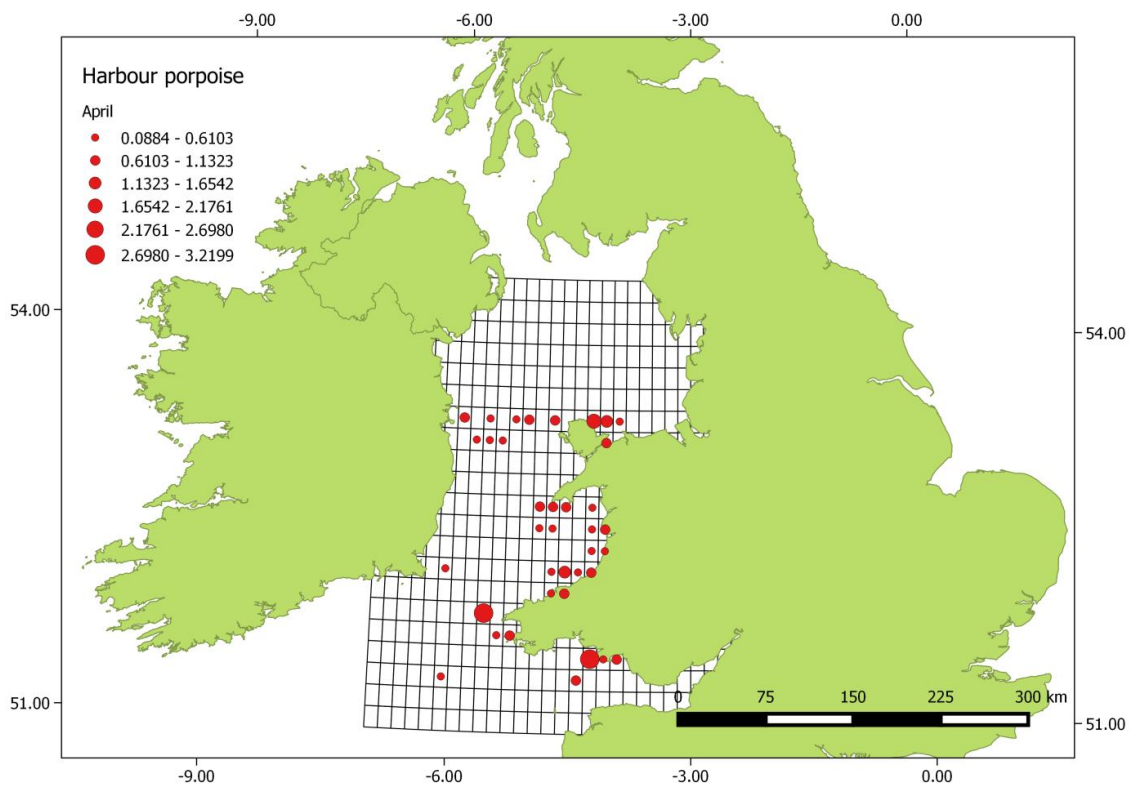 -9.00 -6.00 -3.00 0.00
Harbour porpoise
April
0.0884 - 0.6103
0.6103 - 1.1323
1.1323 - 1.6542
1.6542 - 2.1761
2.1761 - 2.6980
2.6980 - 3.2199
54.00
54.00
51.00
0 75 150 225 300 km
51.00
-9.00 -6.00 -3.00 0.00